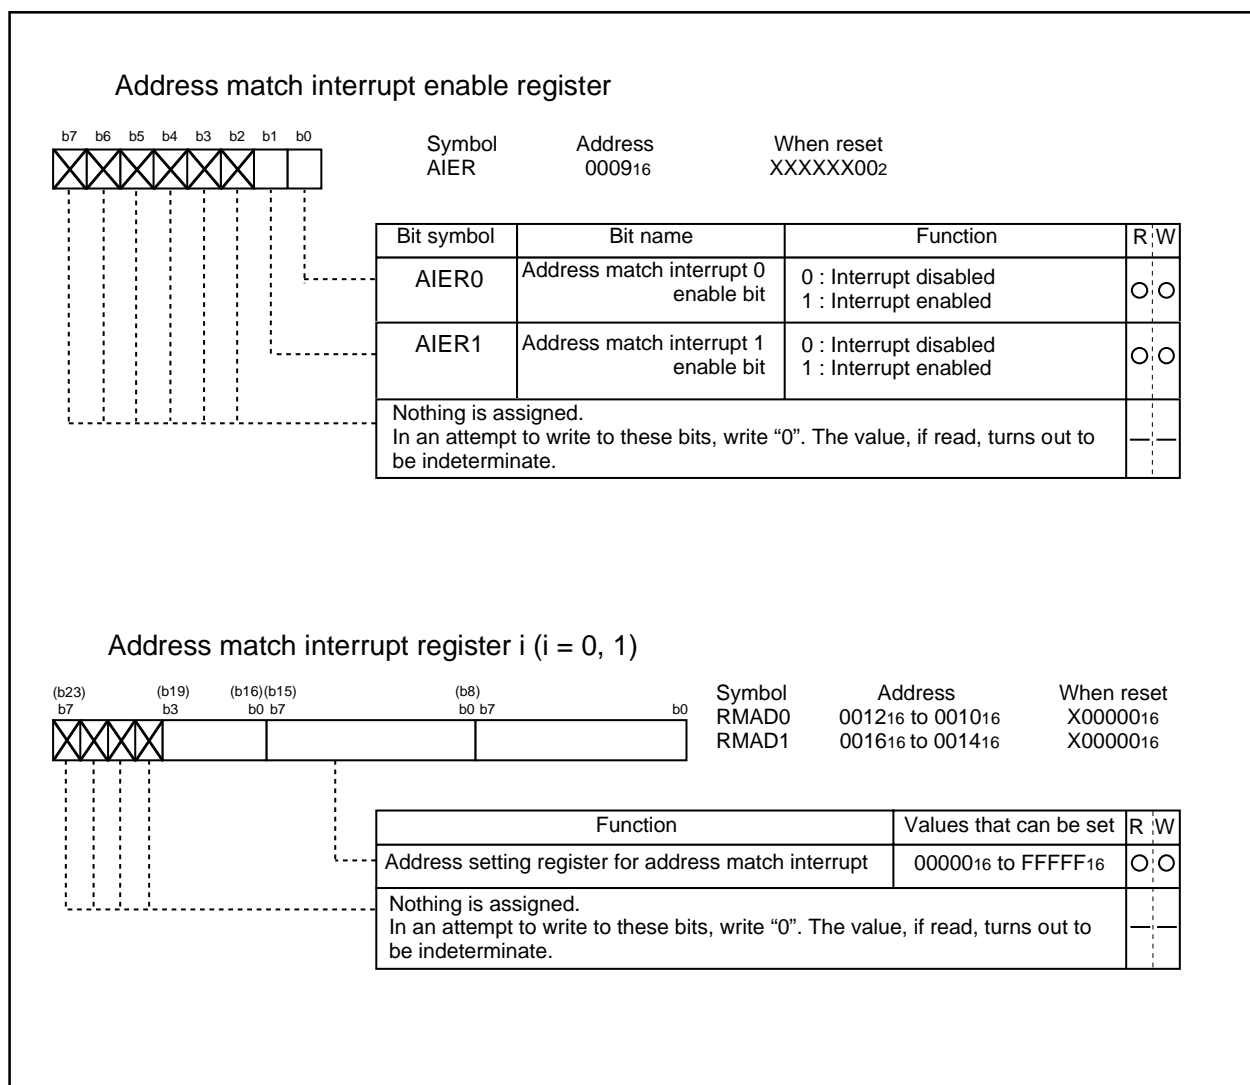 Address match interrupt enable register
b7 b6 b5 b4 b3 b2 b1 b0
Symbol Address When reset
AIER 000916 XXXXXX002
Bit symbol Bit name Function R W
AIER0 Address match interrupt 0 enable bit 0 : Interrupt disabled
1 : Interrupt enabled
AIER1 Address match interrupt 1 enable bit 0 : Interrupt disabled
1 : Interrupt enabled
Nothing is assigned.
In an attempt to write to these bits, write “0”. The value, if read, turns out to
be indeterminate.
Address match interrupt register i (i = 0, 1)
(b23) (b19) (b16)(b15) (b8)
b7 b3 b0 b7 b0 b7 b0
Symbol Address When reset
RMAD0 001216 to 001016 X0000016
RMAD1 001616 to 001416 X0000016
Function Values that can be set R W
Address setting register for address match interrupt 0000016 to FFFFF16
Nothing is assigned.
In an attempt to write to these bits, write “0”. The value, if read, turns out to
be indeterminate.